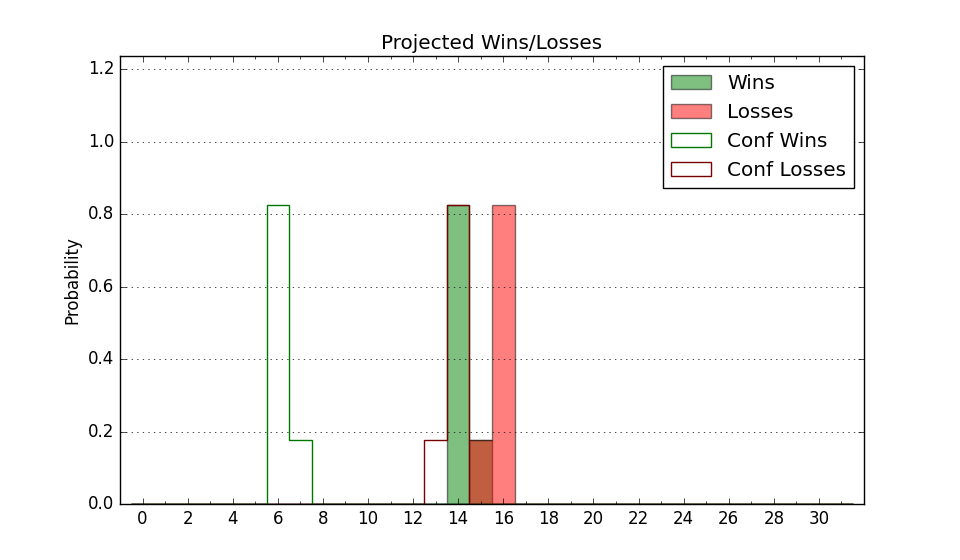 Projected Wins/Losses
1.2
1.0
0.8
0.6
0.4
0.2
0.0
Probability
Wins
Losses
Conf Wins
Conf Losses
0 2 4 6 8 10 12 14 16 18 20 22 24 26 28 30